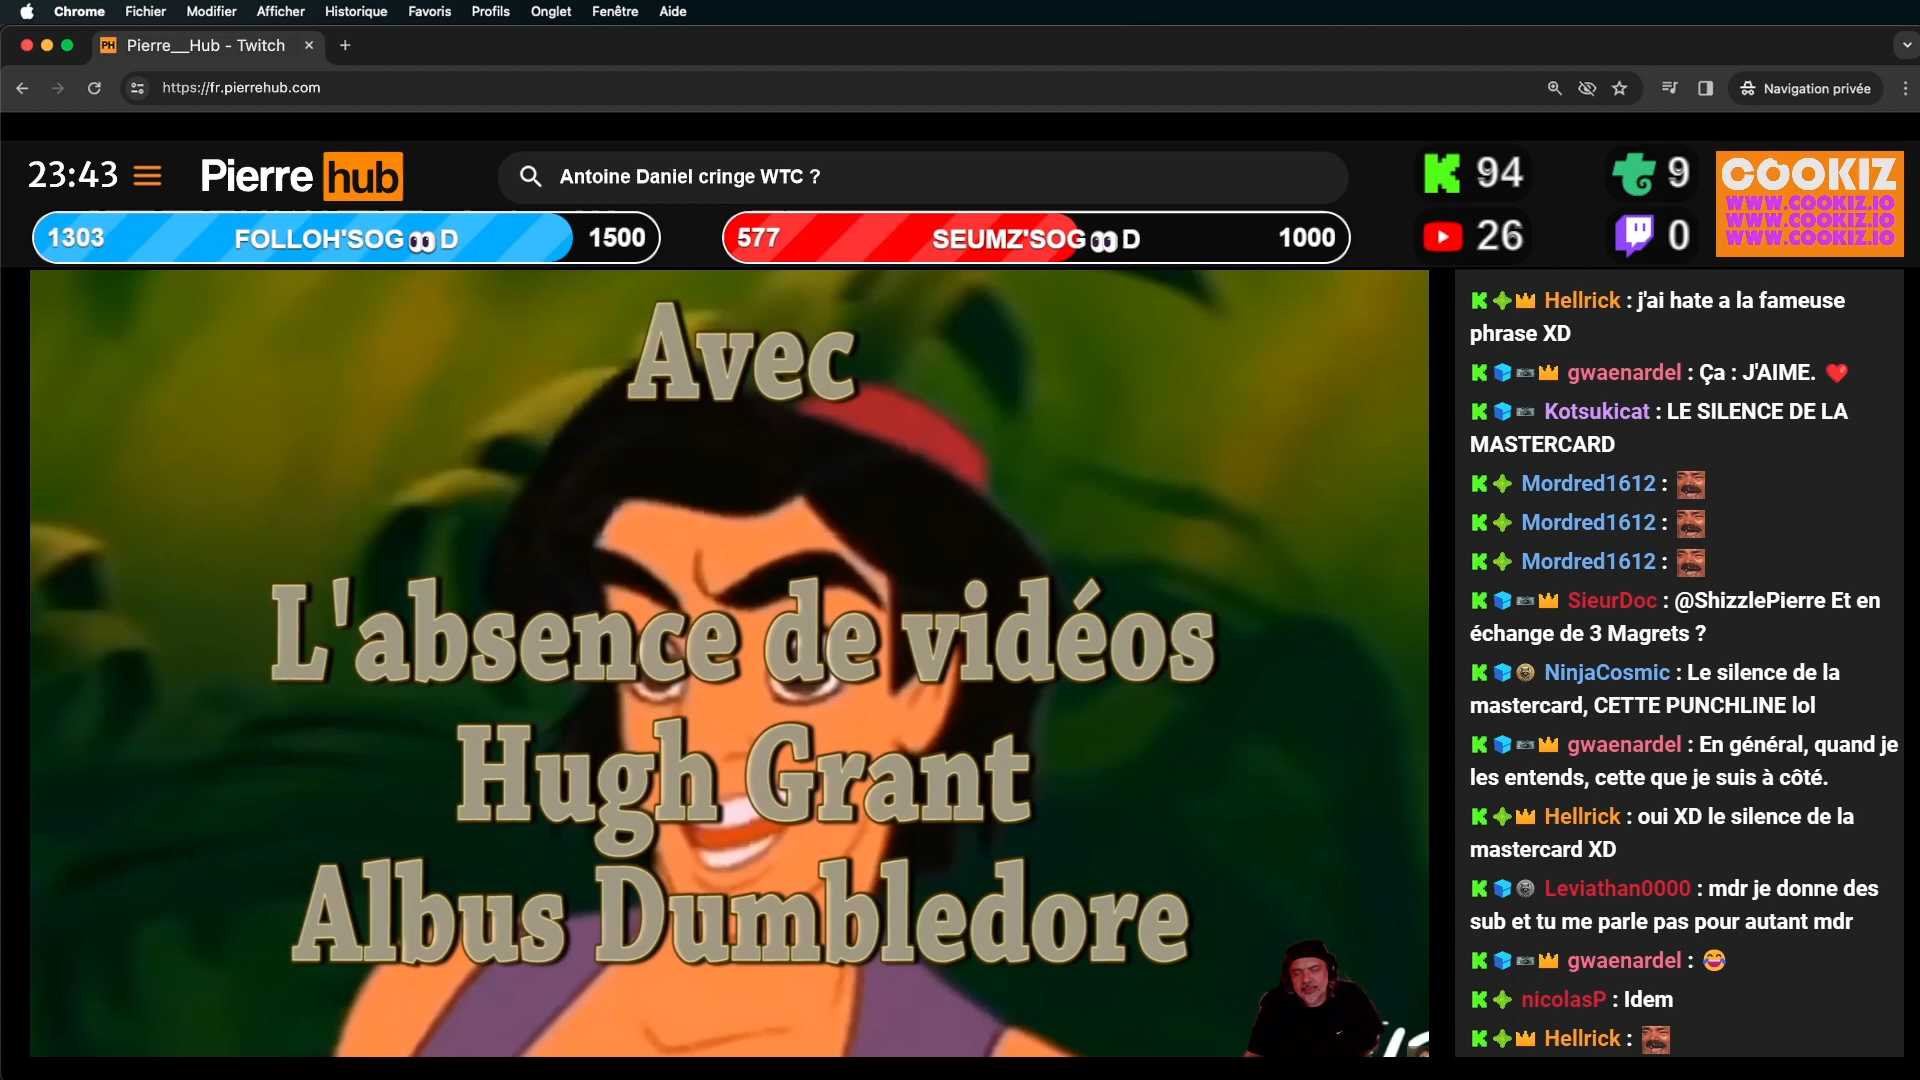 Chrome Fichier Modifier Afficher Historique Favoris Profils Onglet Fenêtre Aide
PH Pierre__Hub - Twitch
https://fr.pierrehub.com
Navigation privée
23:43 Pierre hub
Antoine Daniel cringe WTC ?
94
9
COOKIZ
WWW.COOKIZ.IO
WWW.COOKIZ.IO
WWW.COOKIZ.IO
1303 FOLLOH'SOG👀D 1500
577 SEUMZ'SOG👀D 1000
26
0
Avec
L'absence de vidéos
Hugh Grant
Albus Dumbledore
Hellrick : j'ai hate a la fameuse
phrase XD
gwaenardel : Ça : J'AIME. ❤️
Kotsukicat : LE SILENCE DE LA
MASTERCARD
Mordred1612 :
Mordred1612 :
Mordred1612 :
SieurDoc : @ShizzlePierre Et en
échange de 3 Magrets ?
NinjaCosmic : Le silence de la
mastercard, CETTE PUNCHLINE lol
gwaenardel : En général, quand je
les entends, cette que je suis à côté.
Hellrick : oui XD le silence de la
mastercard XD
Leviathan0000 : mdr je donne des
sub et tu me parle pas pour autant mdr
gwaenardel : 😂
nicolasP : Idem
Hellrick :